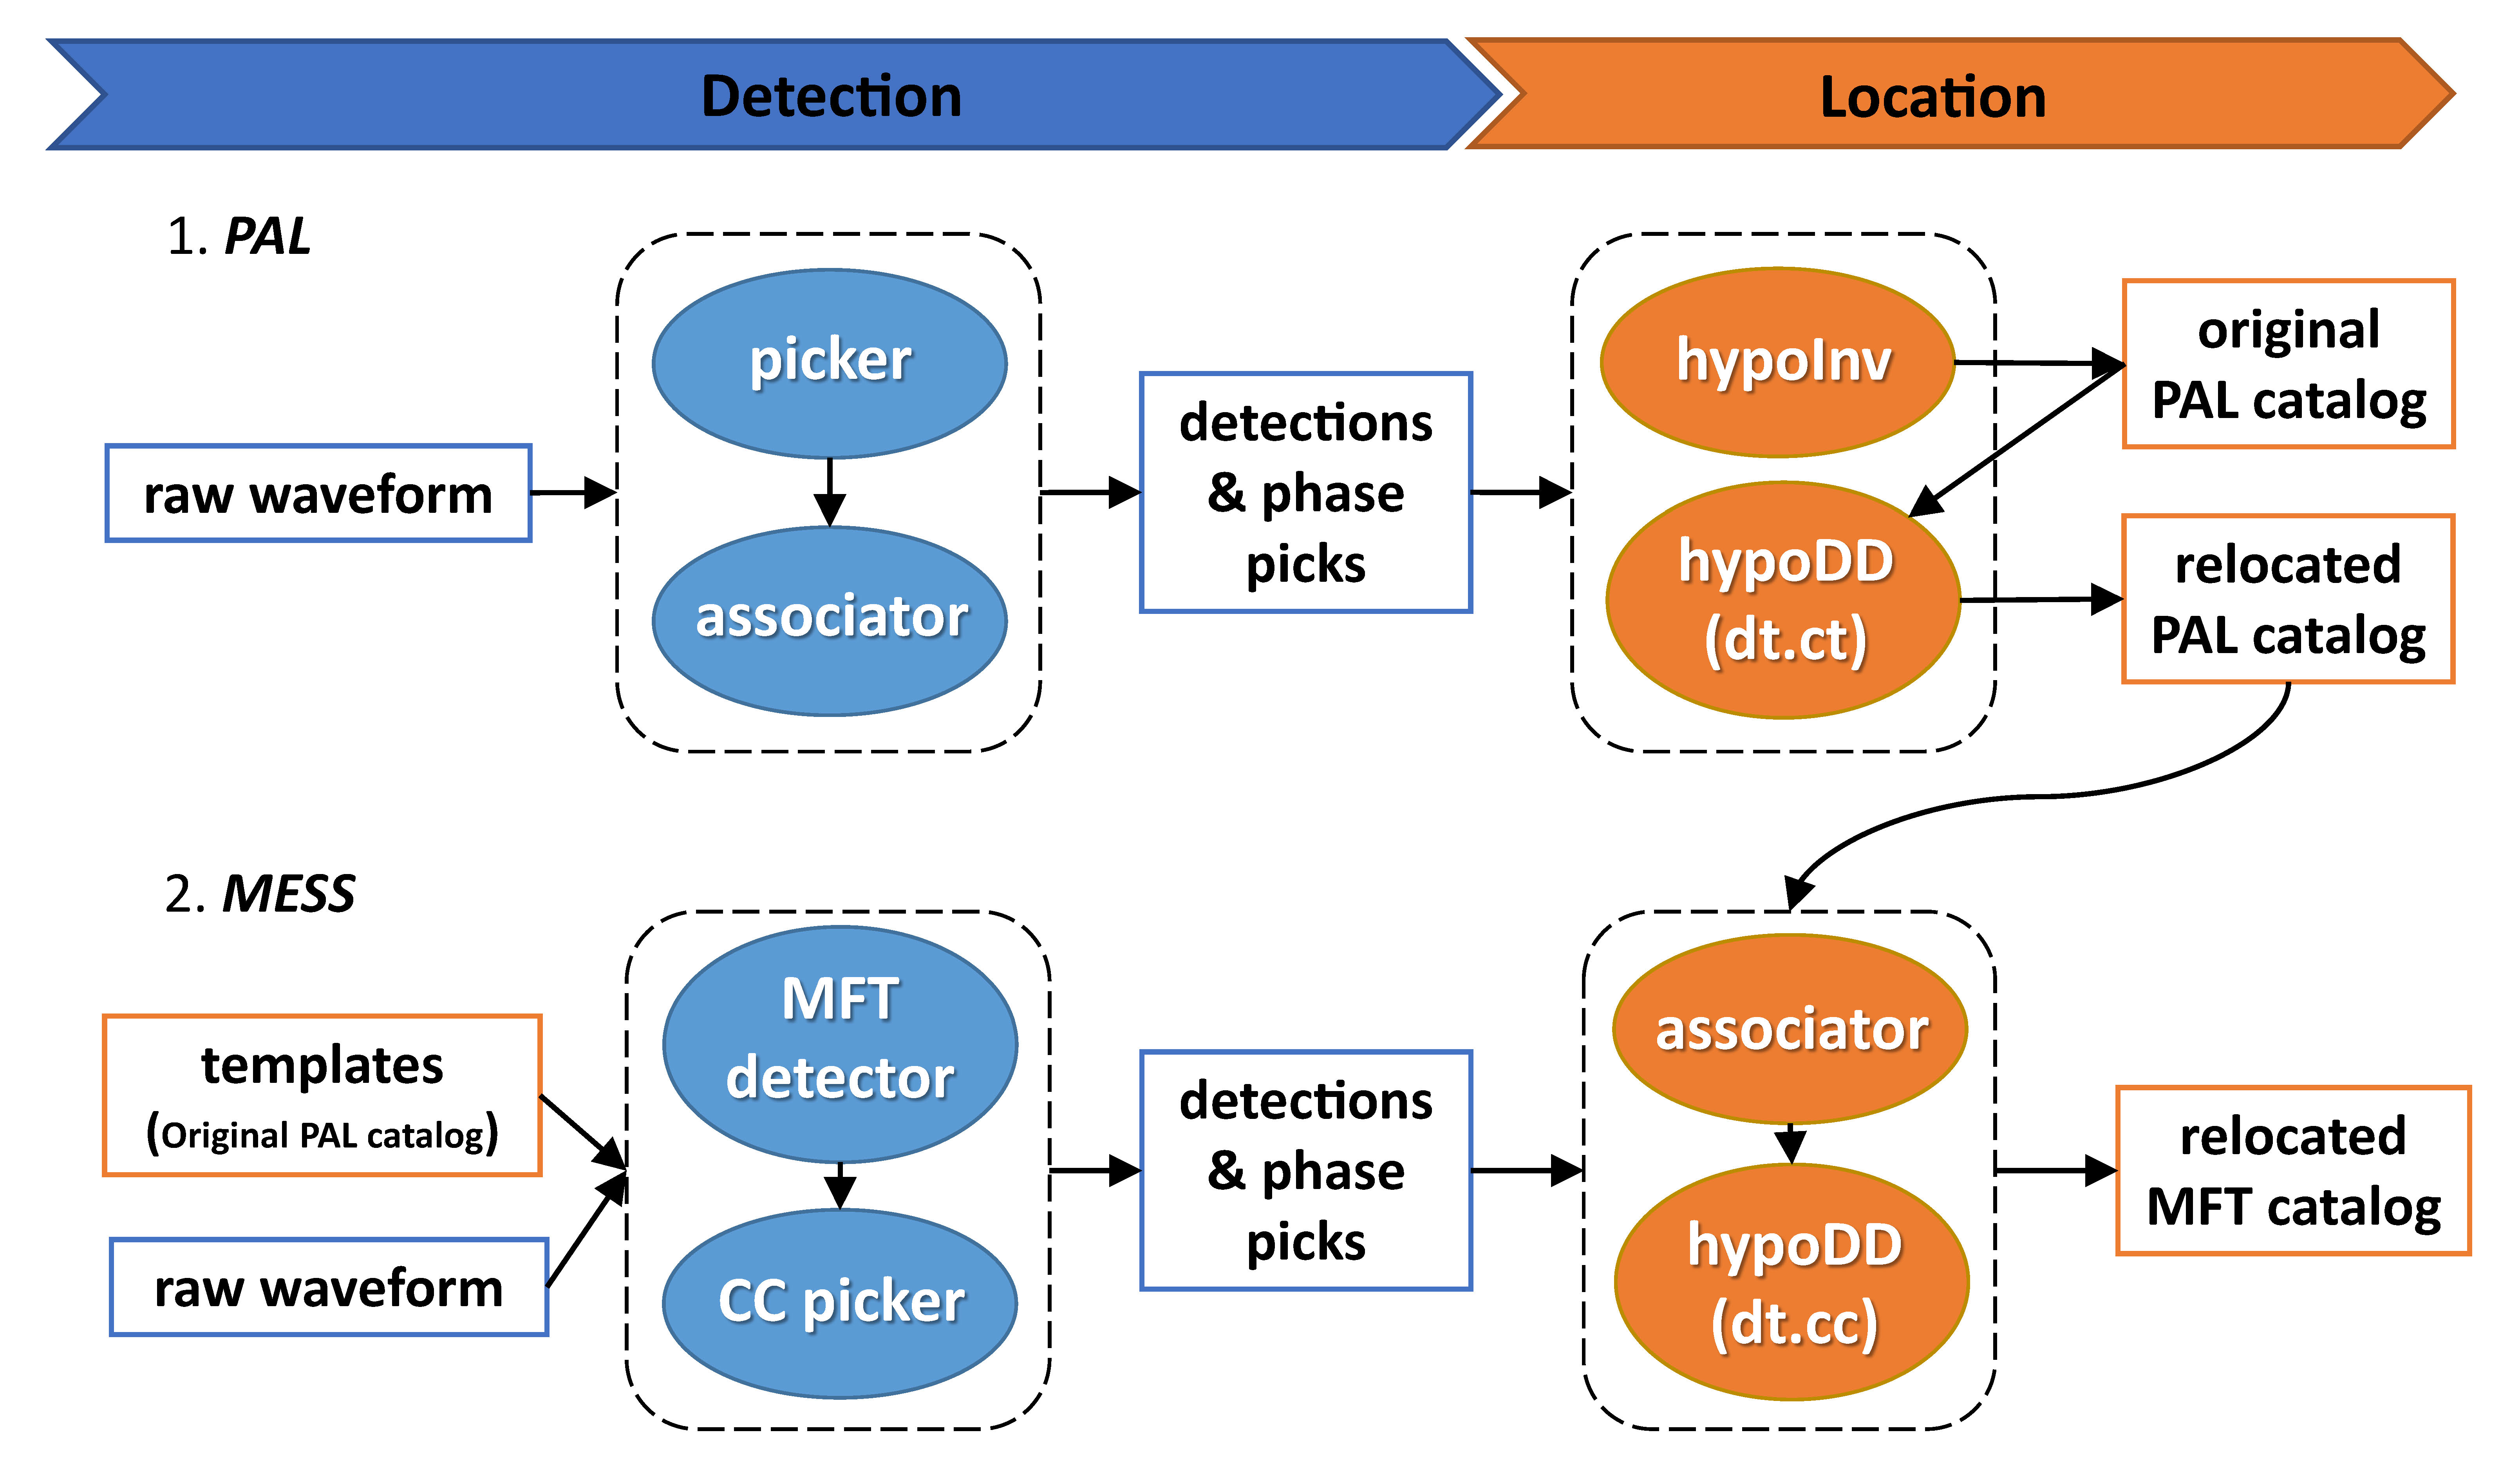 Detection
Location
1. PAL
picker
associator
raw waveform
detections
& phase
picks
hypoInv
hypoDD
(dt.ct)
original
PAL catalog
relocated
PAL catalog
2. MESS
templates
(Original PAL catalog)
raw waveform
MFT
detector
CC picker
detections
& phase
picks
associator
hypoDD
(dt.cc)
relocated
MFT catalog